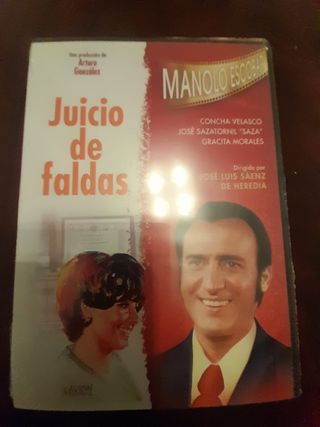 Una producción de
Arturo
González
Juicio
de
faldas
MANOLO ESCOBAR
CONCHA VELASCO
JOSÉ SAZATORNIL "SAZA"
GRACITA MORALES
Dirigida por
JOSÉ LUIS SÁENZ
DE HEREDIA